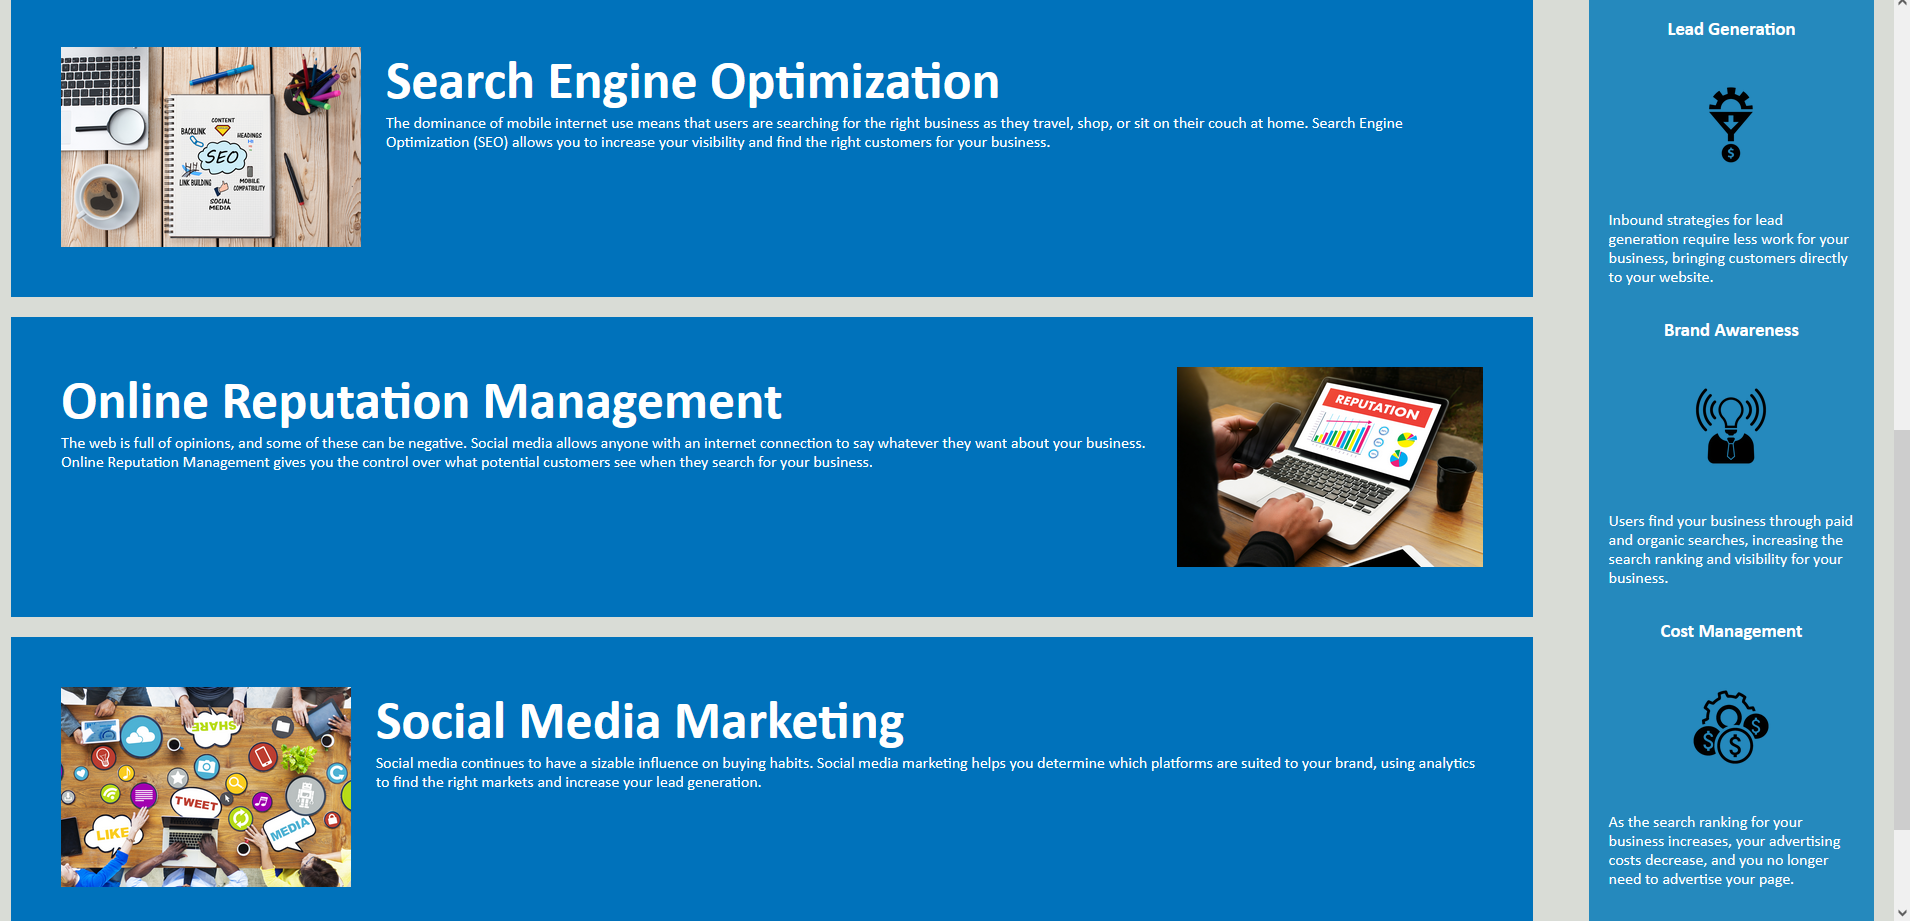 Search Engine Optimization
The dominance of mobile internet use means that users are searching for the right business as they travel, shop, or sit on their couch at home. Search Engine
Optimization (SEO) allows you to increase your visibility and find the right customers for your business.
CONTENT
BACKLINK
HEADINGS
SEO
LINK BUILDING
MOBILE
COMPATIBILITY
SOCIAL
MEDIA
Online Reputation Management
The web is full of opinions, and some of these can be negative. Social media allows anyone with an internet connection to say whatever they want about your business.
Online Reputation Management gives you the control over what potential customers see when they search for your business.
REPUTATION
Social Media Marketing
Social media continues to have a sizable influence on buying habits. Social media marketing helps you determine which platforms are suited to your brand, using analytics
to find the right markets and increase your lead generation.
SHARE
TWEET
LIKE
MEDIA
Lead Generation
$
Inbound strategies for lead
generation require less work for your
business, bringing customers directly
to your website.
Brand Awareness
Users find your business through paid
and organic searches, increasing the
search ranking and visibility for your
business.
Cost Management
$ $ $
As the search ranking for your
business increases, your advertising
costs decrease, and you no longer
need to advertise your page.